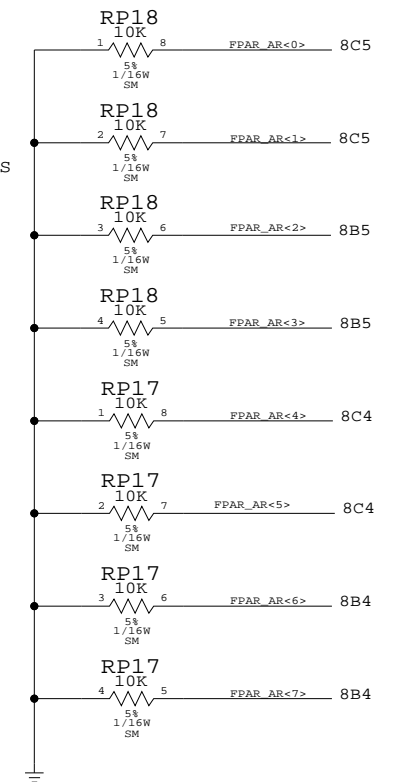 RP18
10K
1 8 FPAR_AR<0> 8C5
5%
1/16W
SM
RP18
10K
2 7 FPAR_AR<1> 8C5
5%
1/16W
SM
S
RP18
10K
3 6 FPAR_AR<2> 8B5
5%
1/16W
SM
RP18
10K
4 5 FPAR_AR<3> 8B5
5%
1/16W
SM
RP17
10K
1 8 FPAR_AR<4> 8C4
5%
1/16W
SM
RP17
10K
2 7 FPAR_AR<5> 8C4
5%
1/16W
SM
RP17
10K
3 6 FPAR_AR<6> 8B4
5%
1/16W
SM
RP17
10K
4 5 FPAR_AR<7> 8B4
5%
1/16W
SM